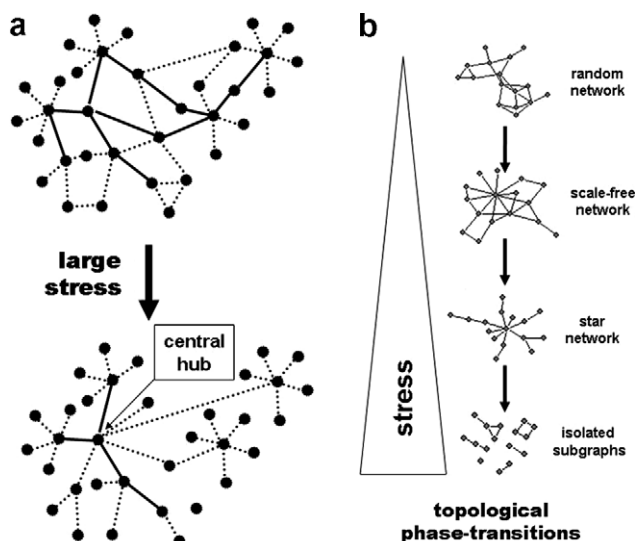 a
large
stress
central
hub
b
stress
random
network
scale-free
network
star
network
isolated
subgraphs
topological
phase-transitions